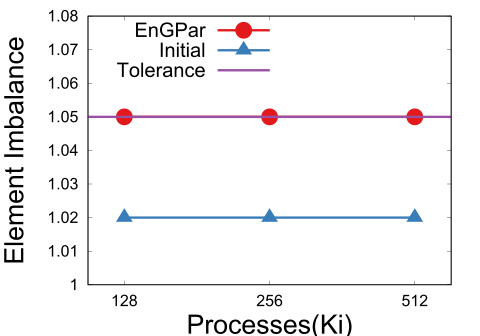 1.08
1.07
1.06
1.05
1.04
1.03
1.02
1.01
1
Element Imbalance
EnGPar
Initial
Tolerance
128
256
512
Processes(Ki)